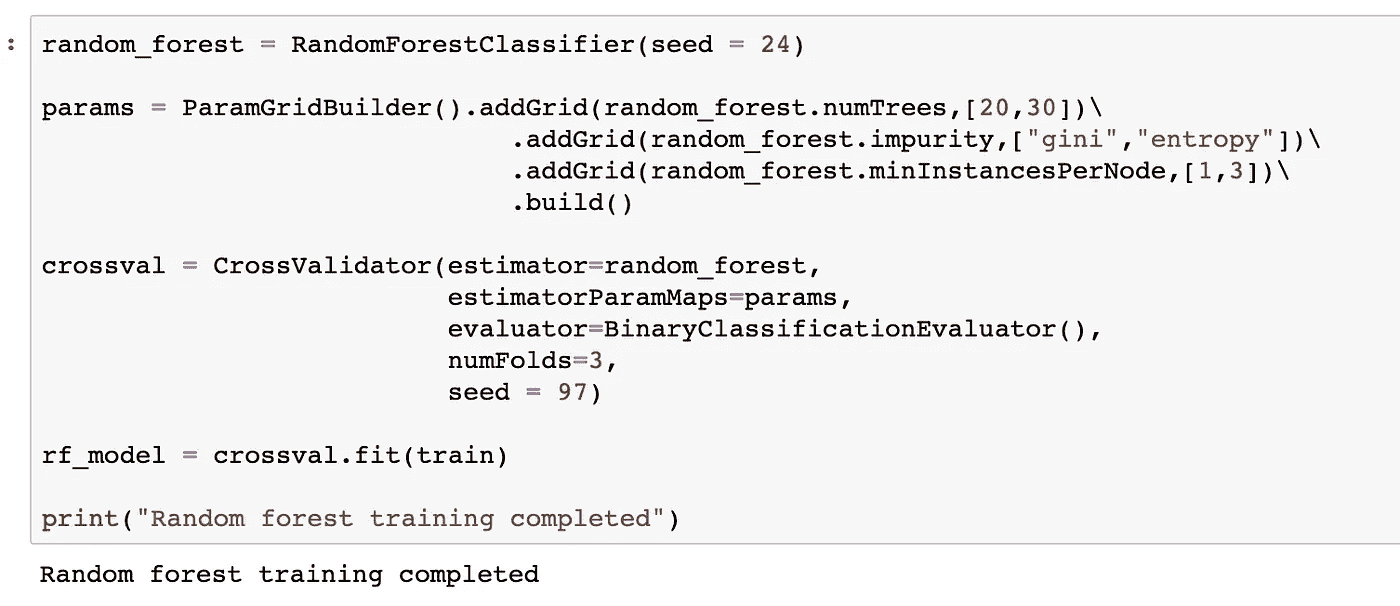 :
random_forest = RandomForestClassifier(seed = 24)
params = ParamGridBuilder().addGrid(random_forest.numTrees,[20,30])\
.addGrid(random_forest.impurity,["gini","entropy"])\
.addGrid(random_forest.minInstancesPerNode,[1,3])\
.build()
crossval = CrossValidator(estimator=random_forest,
estimatorParamMaps=params,
evaluator=BinaryClassificationEvaluator(),
numFolds=3,
seed = 97)
rf_model = crossval.fit(train)
print("Random forest training completed")
Random forest training completed